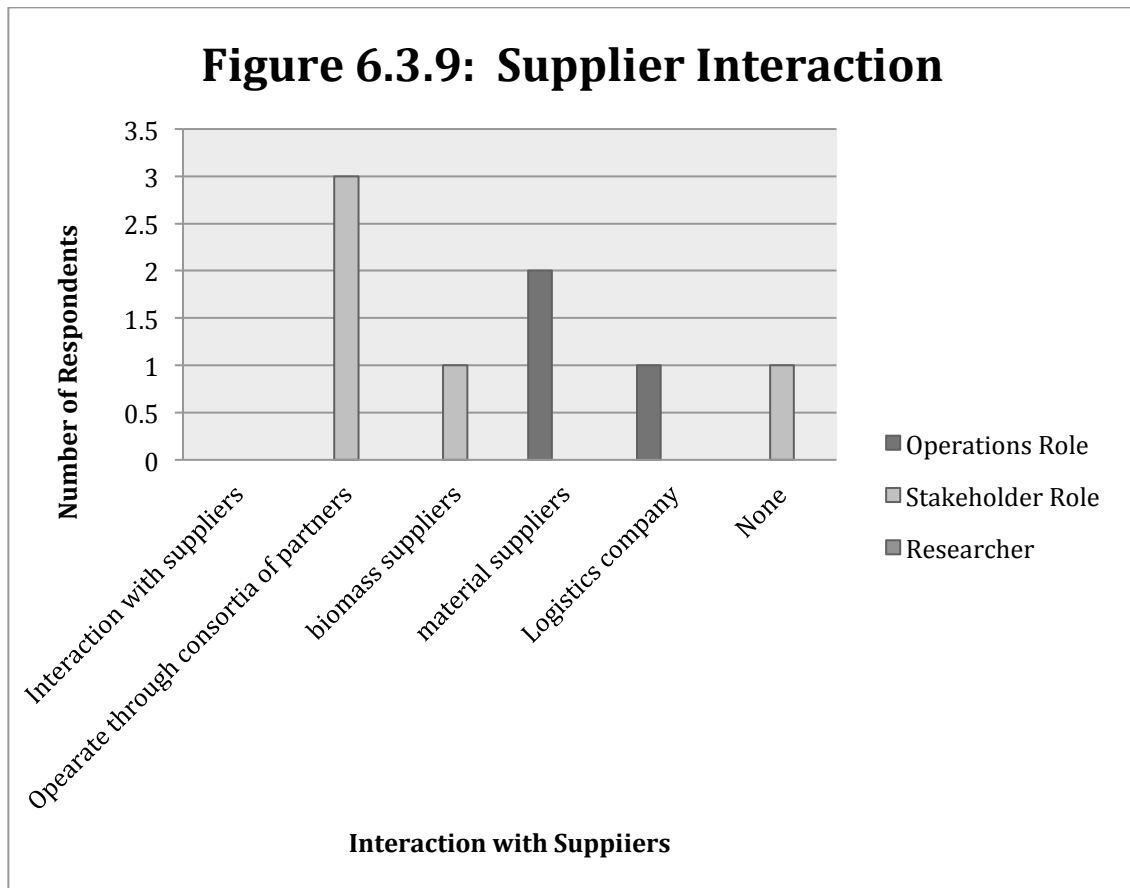 Figure 6.3.9:  Supplier Interaction
Number of Respondents
3.5
3
2.5
2
1.5
1
0.5
0
Interaction with suppliers
Opearate through consortia of partners
biomass suppliers
material suppliers
Logistics company
None
Interaction with Suppiiers
Operations Role
Stakeholder Role
Researcher